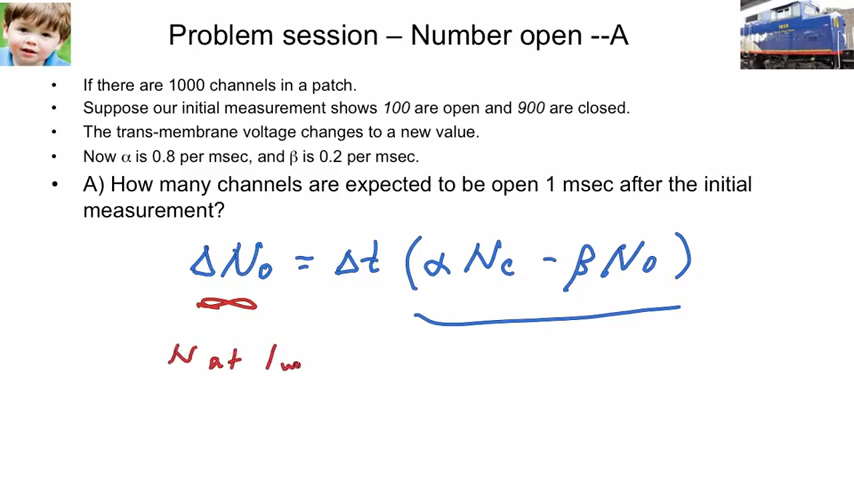 Problem session – Number open --A
• If there are 1000 channels in a patch.
• Suppose our initial measurement shows 100 are open and 900 are closed.
• The trans-membrane voltage changes to a new value.
• Now α is 0.8 per msec, and β is 0.2 per msec.
• A) How many channels are expected to be open 1 msec after the initial
measurement?
ΔN₀ = Δt (αN_c - βN₀)
N at 1